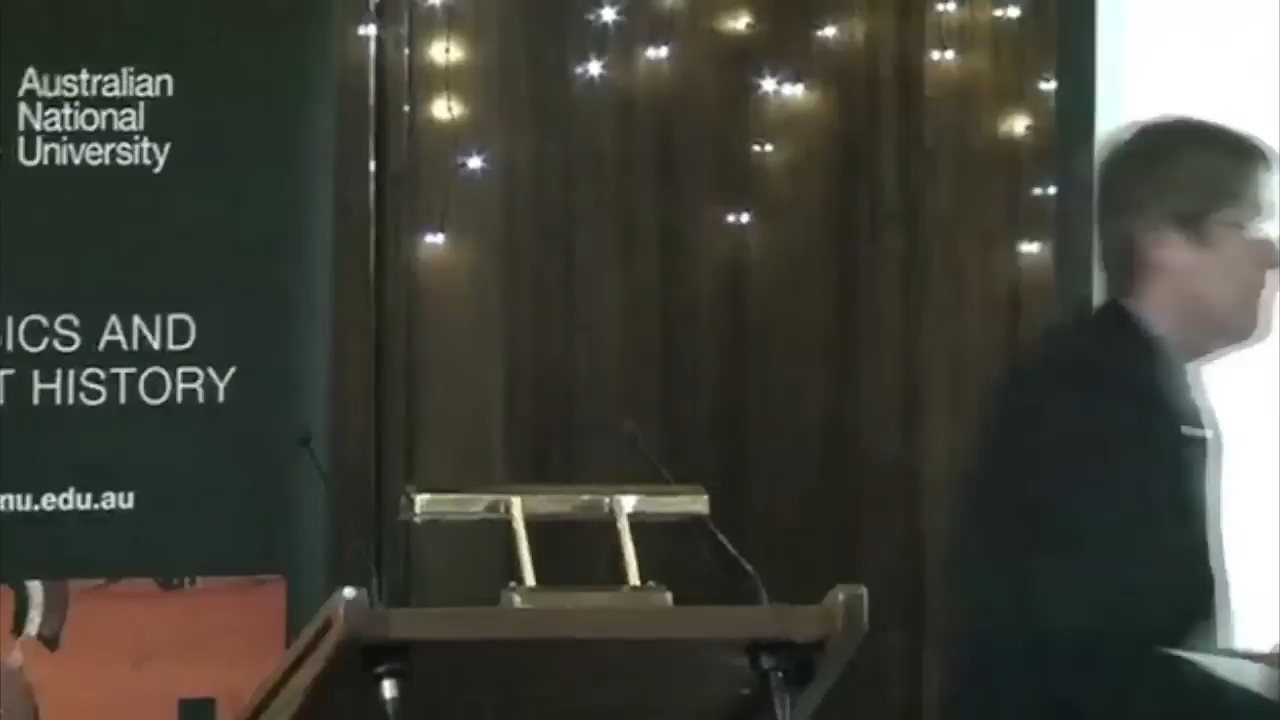 Australian
National
University
ICS AND
T HISTORY
nu.edu.au